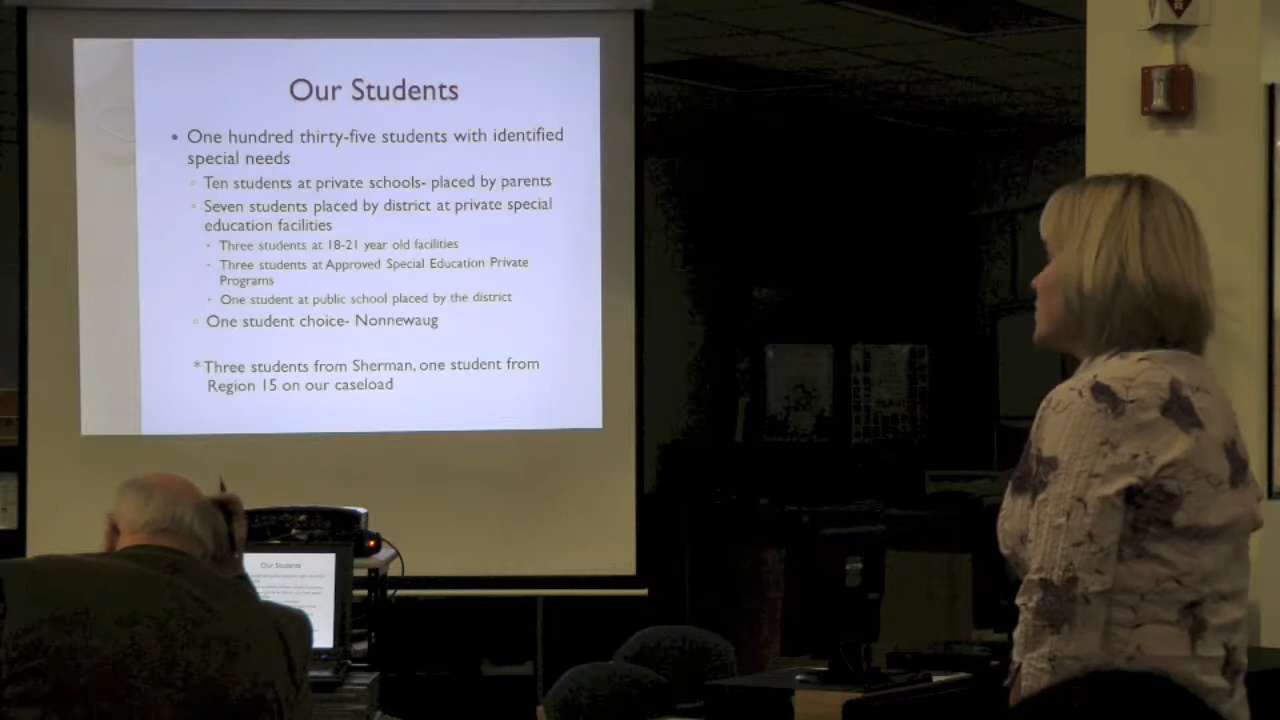 Our Students
• One hundred thirty-five students with identified
special needs
◦ Ten students at private schools- placed by parents
◦ Seven students placed by district at private special
education facilities
· Three students at 18-21 year old facilities
· Three students at Approved Special Education Private
Programs
· One student at public school placed by the district
◦ One student choice- Nonnewaug
* Three students from Sherman, one student from
Region 15 on our caseload
Our Students